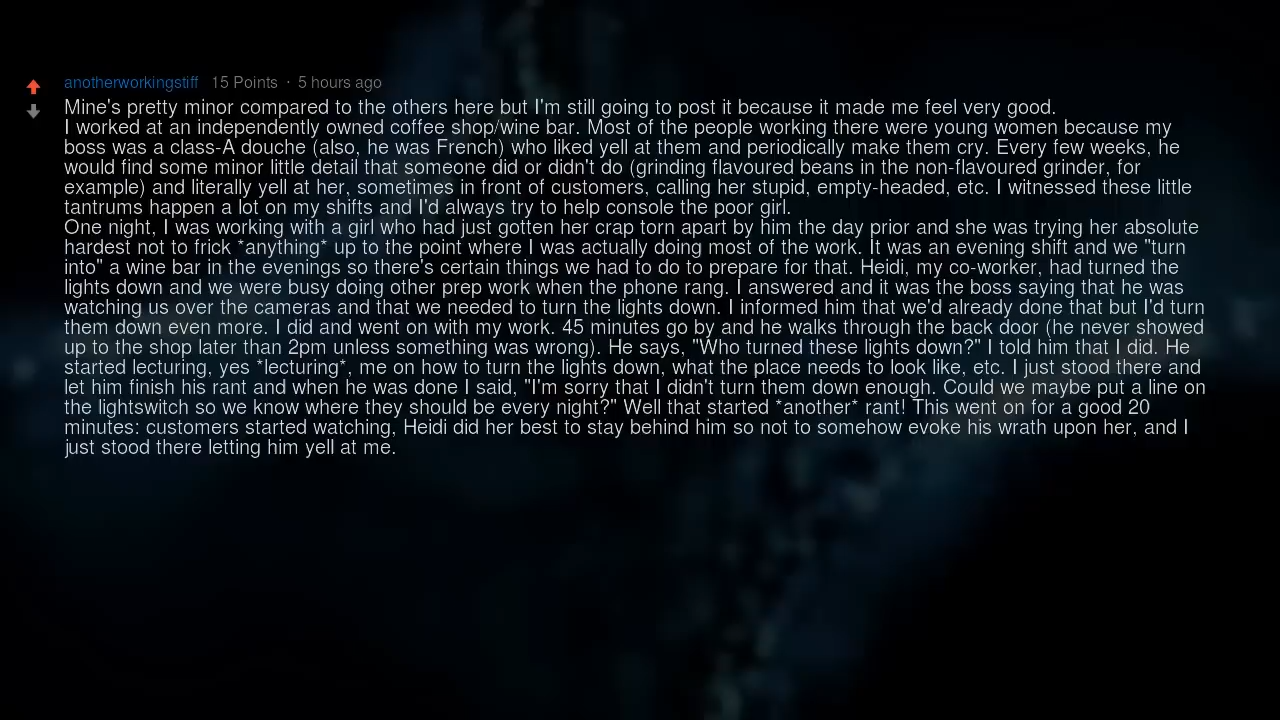 anotherworkingstiff 15 Points · 5 hours ago
Mine's pretty minor compared to the others here but I'm still going to post it because it made me feel very good.
I worked at an independently owned coffee shop/wine bar. Most of the people working there were young women because my
boss was a class-A douche (also, he was French) who liked yell at them and periodically make them cry. Every few weeks, he
would find some minor little detail that someone did or didn't do (grinding flavoured beans in the non-flavoured grinder, for
example) and literally yell at her, sometimes in front of customers, calling her stupid, empty-headed, etc. I witnessed these little
tantrums happen a lot on my shifts and I'd always try to help console the poor girl.
One night, I was working with a girl who had just gotten her crap torn apart by him the day prior and she was trying her absolute
hardest not to frick *anything* up to the point where I was actually doing most of the work. It was an evening shift and we "turn
into" a wine bar in the evenings so there's certain things we had to do to prepare for that. Heidi, my co-worker, had turned the
lights down and we were busy doing other prep work when the phone rang. I answered and it was the boss saying that he was
watching us over the cameras and that we needed to turn the lights down. I informed him that we'd already done that but I'd turn
them down even more. I did and went on with my work. 45 minutes go by and he walks through the back door (he never showed
up to the shop later than 2pm unless something was wrong). He says, "Who turned these lights down?" I told him that I did. He
started lecturing, yes *lecturing*, me on how to turn the lights down, what the place needs to look like, etc. I just stood there and
let him finish his rant and when he was done I said, "I'm sorry that I didn't turn them down enough. Could we maybe put a line on
the lightswitch so we know where they should be every night?" Well that started *another* rant! This went on for a good 20
minutes: customers started watching, Heidi did her best to stay behind him so not to somehow evoke his wrath upon her, and I
just stood there letting him yell at me.